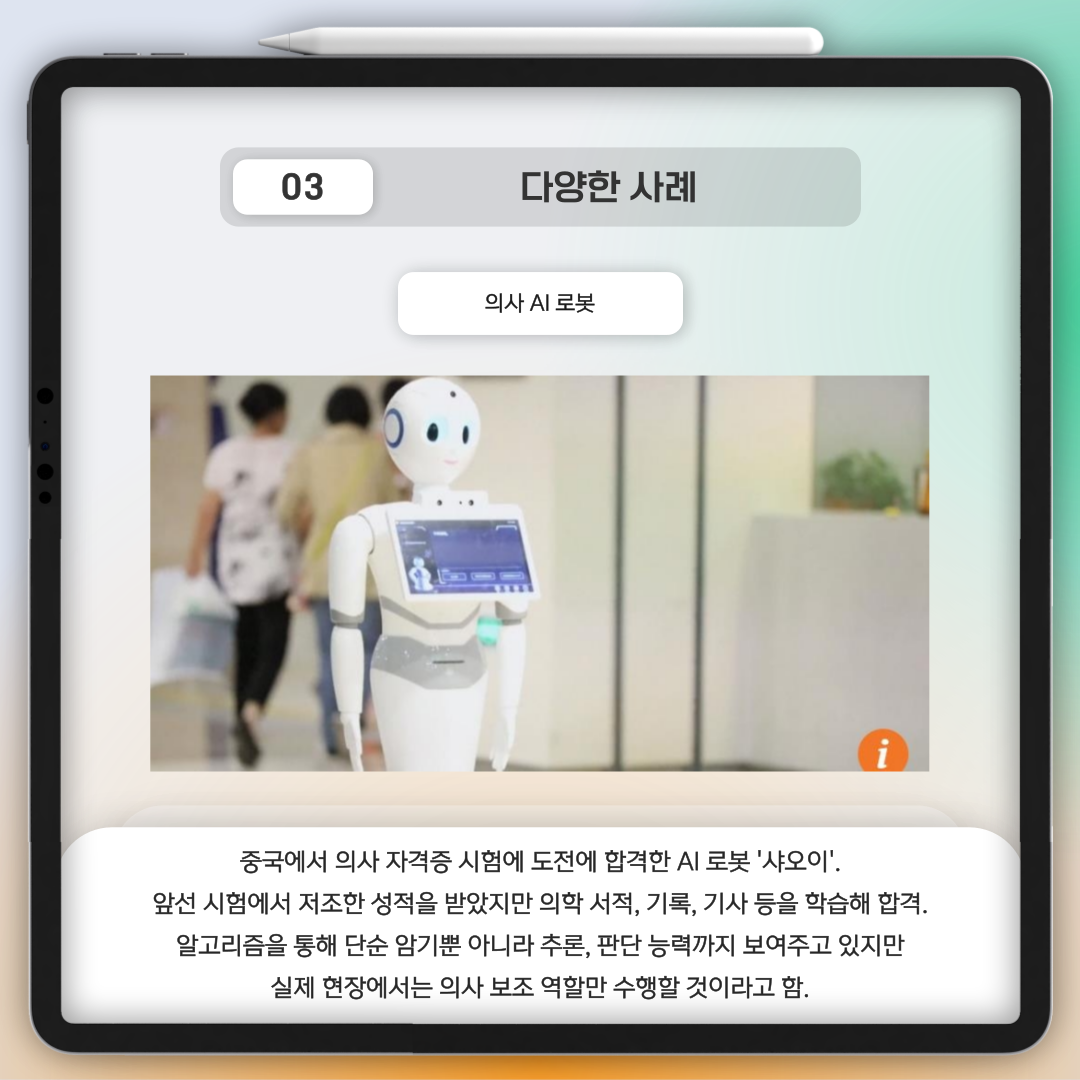 03
다양한 사례
의사 AI 로봇
i
중국에서 의사 자격증 시험에 도전에 합격한 AI 로봇 '샤오이'.
앞선 시험에서 저조한 성적을 받았지만 의학 서적, 기록, 기사 등을 학습해 합격.
알고리즘을 통해 단순 암기뿐 아니라 추론, 판단 능력까지 보여주고 있지만
실제 현장에서는 의사 보조 역할만 수행할 것이라고 함.